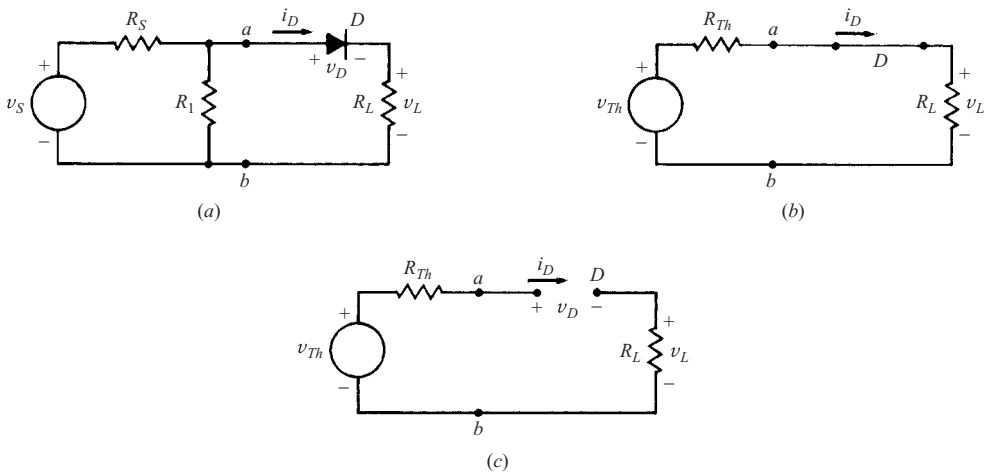 R_S a i_D D
+ v_D −
v_S + − R_1 R_L + v_L −
b
(a)
R_Th a i_D
D
v_Th + − R_L + v_L −
b
(b)
R_Th a i_D D
+ v_D −
v_Th + − R_L + v_L −
b
(c)